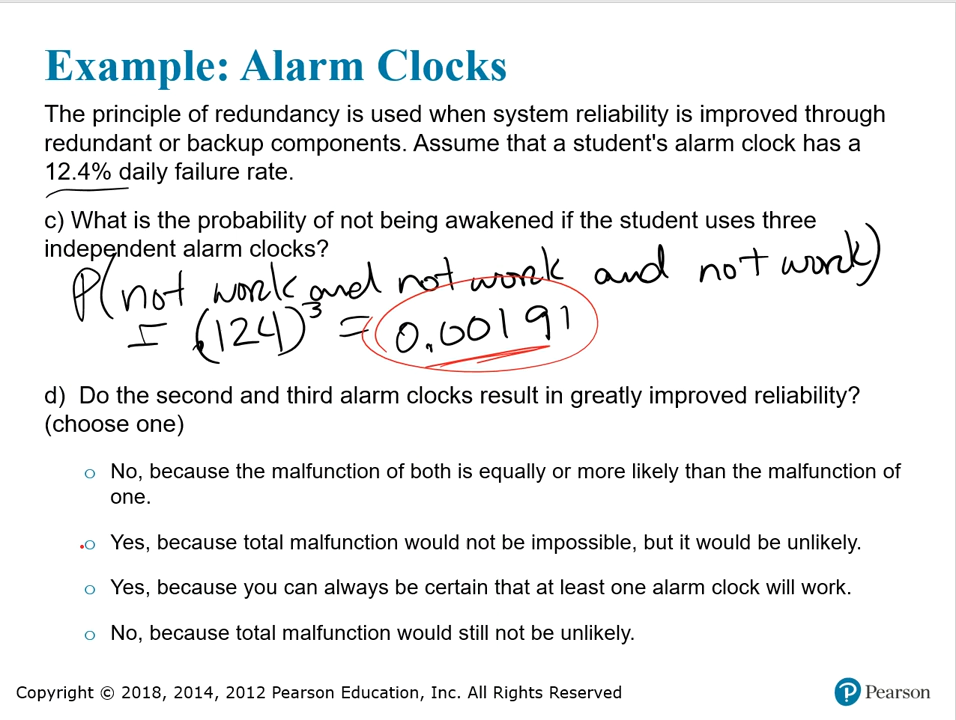 Example: Alarm Clocks
The principle of redundancy is used when system reliability is improved through
redundant or backup components. Assume that a student's alarm clock has a
12.4% daily failure rate.
c) What is the probability of not being awakened if the student uses three
independent alarm clocks?
P(not work and not work and not work)
= (.124)³ = 0.00191
d) Do the second and third alarm clocks result in greatly improved reliability?
(choose one)
o No, because the malfunction of both is equally or more likely than the malfunction of
one.
o Yes, because total malfunction would not be impossible, but it would be unlikely.
o Yes, because you can always be certain that at least one alarm clock will work.
o No, because total malfunction would still not be unlikely.
Copyright © 2018, 2014, 2012 Pearson Education, Inc. All Rights Reserved
P Pearson